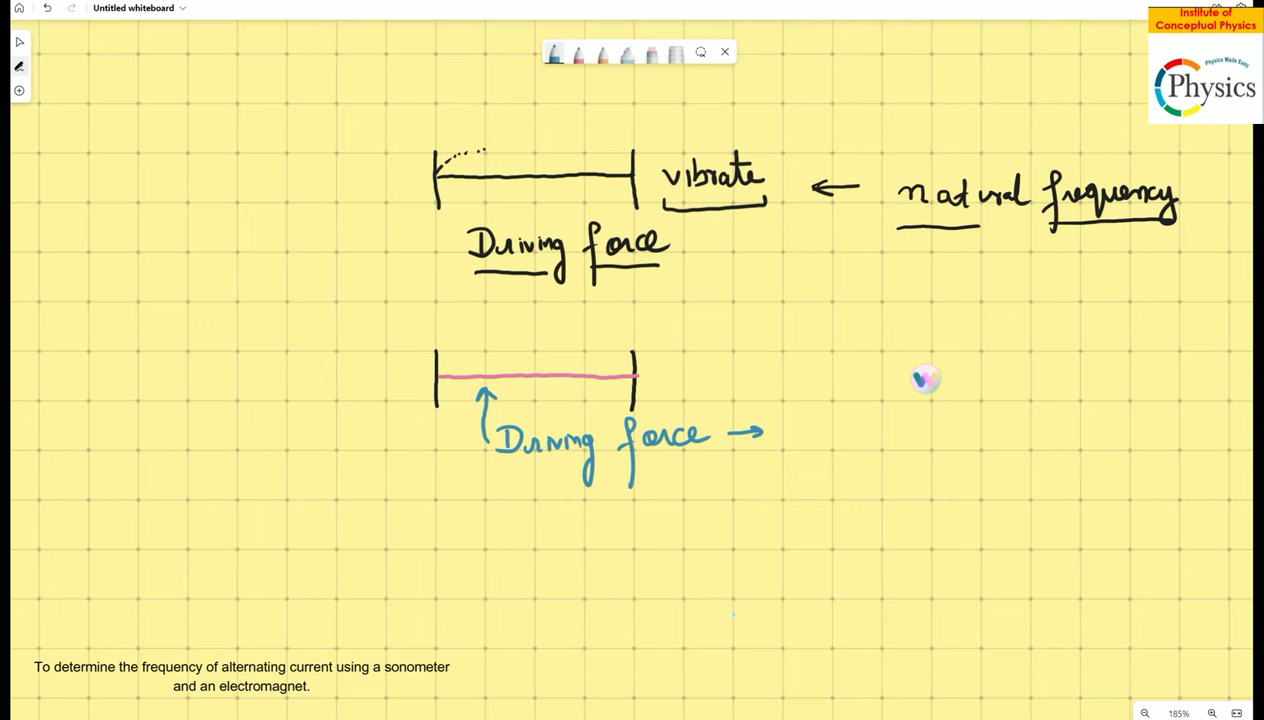 Untitled whiteboard
Institute of
Conceptual Physics
Physics Made Easy
Physics
vibrate ← natural frequency
Driving force
Driving force →
To determine the frequency of alternating current using a sonometer
and an electromagnet.
185%